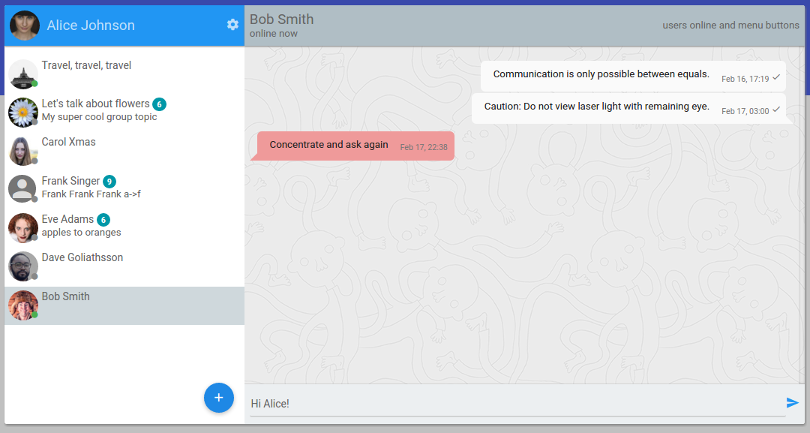 Alice Johnson
Bob Smith
online now
users online and menu buttons
Travel, travel, travel
Let's talk about flowers 6
My super cool group topic
Carol Xmas
Frank Singer 9
Frank Frank Frank a->f
Eve Adams 6
apples to oranges
Dave Goliathsson
Bob Smith
+
Communication is only possible between equals. Feb 16, 17:19
Caution: Do not view laser light with remaining eye. Feb 17, 03:00
Concentrate and ask again Feb 17, 22:38
Hi Alice!